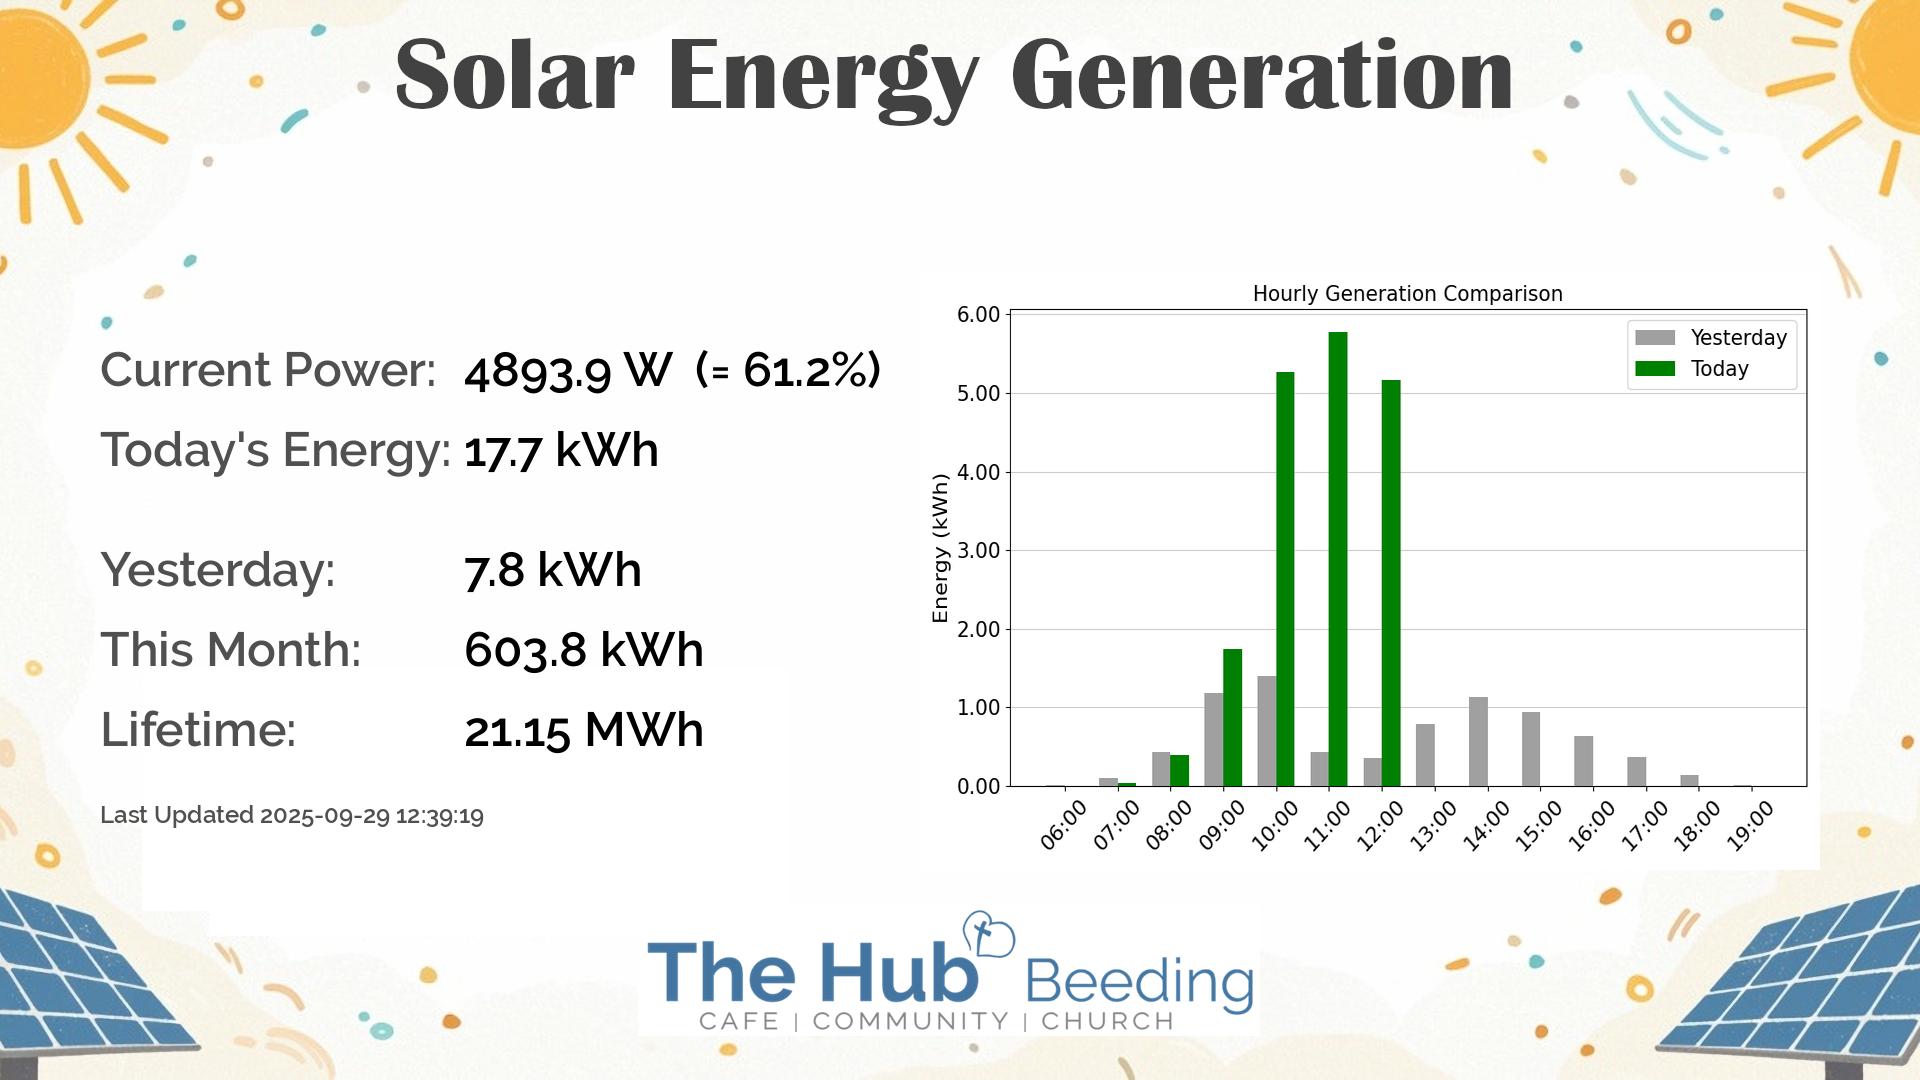 Solar Energy Generation
Current Power: 4893.9 W (= 61.2%)
Today's Energy: 17.7 kWh
Yesterday: 7.8 kWh
This Month: 603.8 kWh
Lifetime: 21.15 MWh
Last Updated 2025-09-29 12:39:19
Hourly Generation Comparison
Yesterday
Today
Energy (kWh)
6.00
5.00
4.00
3.00
2.00
1.00
0.00
06:00 07:00 08:00 09:00 10:00 11:00 12:00 13:00 14:00 15:00 16:00 17:00 18:00 19:00
The Hub Beeding
CAFE | COMMUNITY | CHURCH